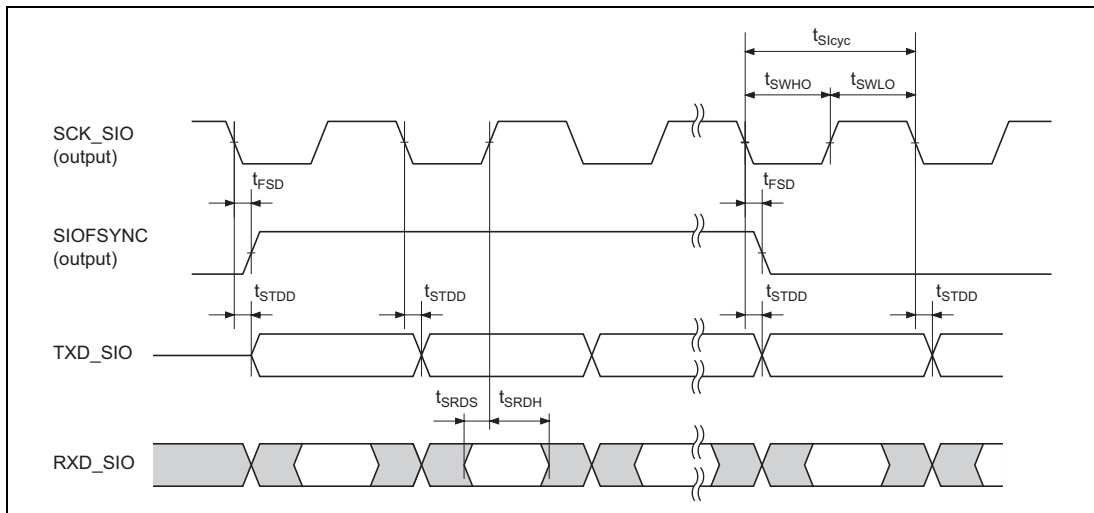 tSIcyc
tSWHO tSWLO
SCK_SIO
(output)
tFSD tFSD
SIOFSYNC
(output)
tSTDD tSTDD tSTDD tSTDD
TXD_SIO
tSRDS tSRDH
RXD_SIO